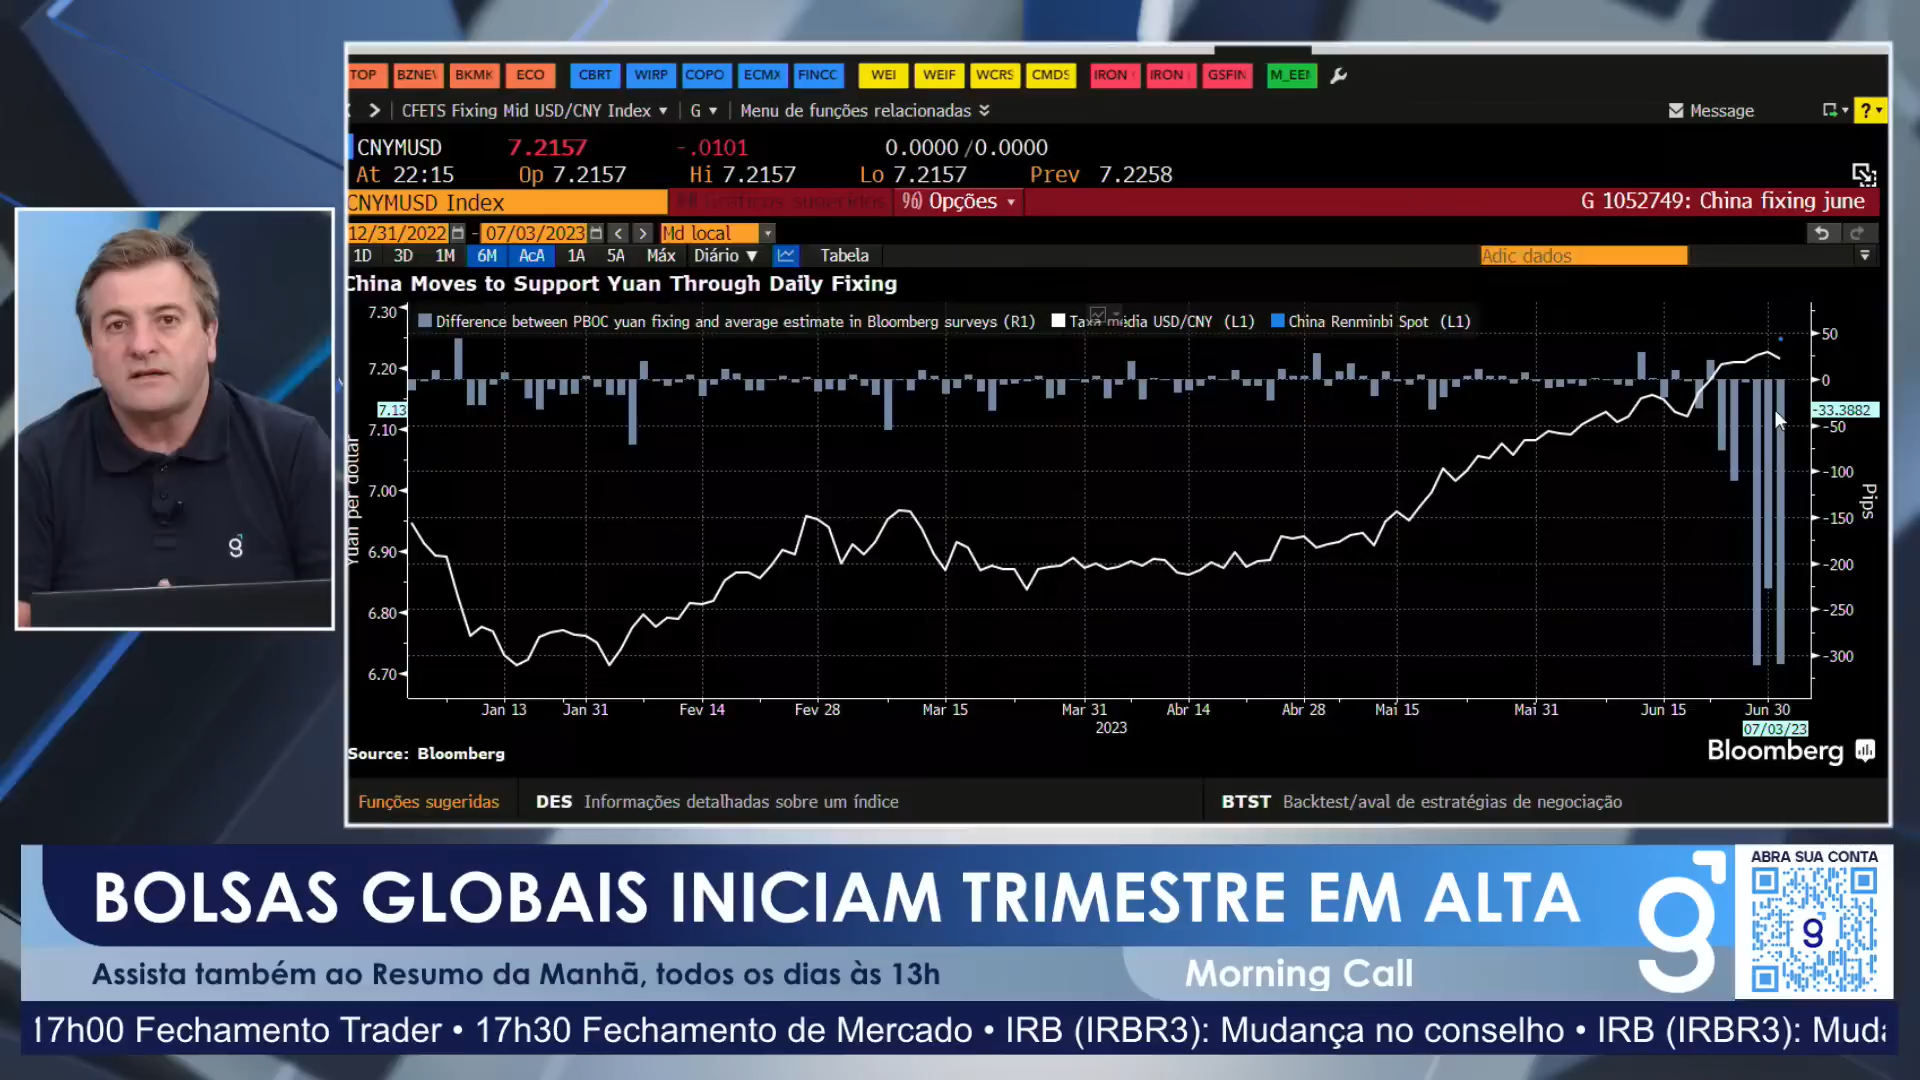 TOP BZNEV BKMK ECO CBRT WIRP COPO ECMX FINCC WEI WEIF WCRS CMDS IRON IRON GSFIN M_EEM
CFETS Fixing Mid USD/CNY Index G Menu de funções relacionadas Message ?
CNYMUSD 7.2157 -.0101 0.0000/0.0000
At 22:15 Op 7.2157 Hi 7.2157 Lo 7.2157 Prev 7.2258
CNYMUSD Index Gráficos sugeridos 96) Opções G 1052749: China fixing june
12/31/2022 - 07/03/2023 Md local
1D 3D 1M 6M AcA 1A 5A Máx Diário Tabela Adic dados
China Moves to Support Yuan Through Daily Fixing
Difference between PBOC yuan fixing and average estimate in Bloomberg surveys (R1) Taxa média USD/CNY (L1) China Renminbi Spot (L1)
7.30
7.20
7.13
7.10
7.00
6.90
6.80
6.70
Yuan per dollar
50
0
-33.3882
-50
-100
-150
-200
-250
-300
Pips
Jan 13 Jan 31 Fev 14 Fev 28 Mar 15 Mar 31 Abr 14 Abr 28 Mai 15 Mai 31 Jun 15 Jun 30
2023
07/03/23
Source: Bloomberg
Bloomberg
Funções sugeridas DES Informações detalhadas sobre um índice BTST Backtest/aval de estratégias de negociação
g
BOLSAS GLOBAIS INICIAM TRIMESTRE EM ALTA
g
ABRA SUA CONTA
g
Assista também ao Resumo da Manhã, todos os dias às 13h
Morning Call
17h00 Fechamento Trader • 17h30 Fechamento de Mercado • IRB (IRBR3): Mudança no conselho • IRB (IRBR3): Muda